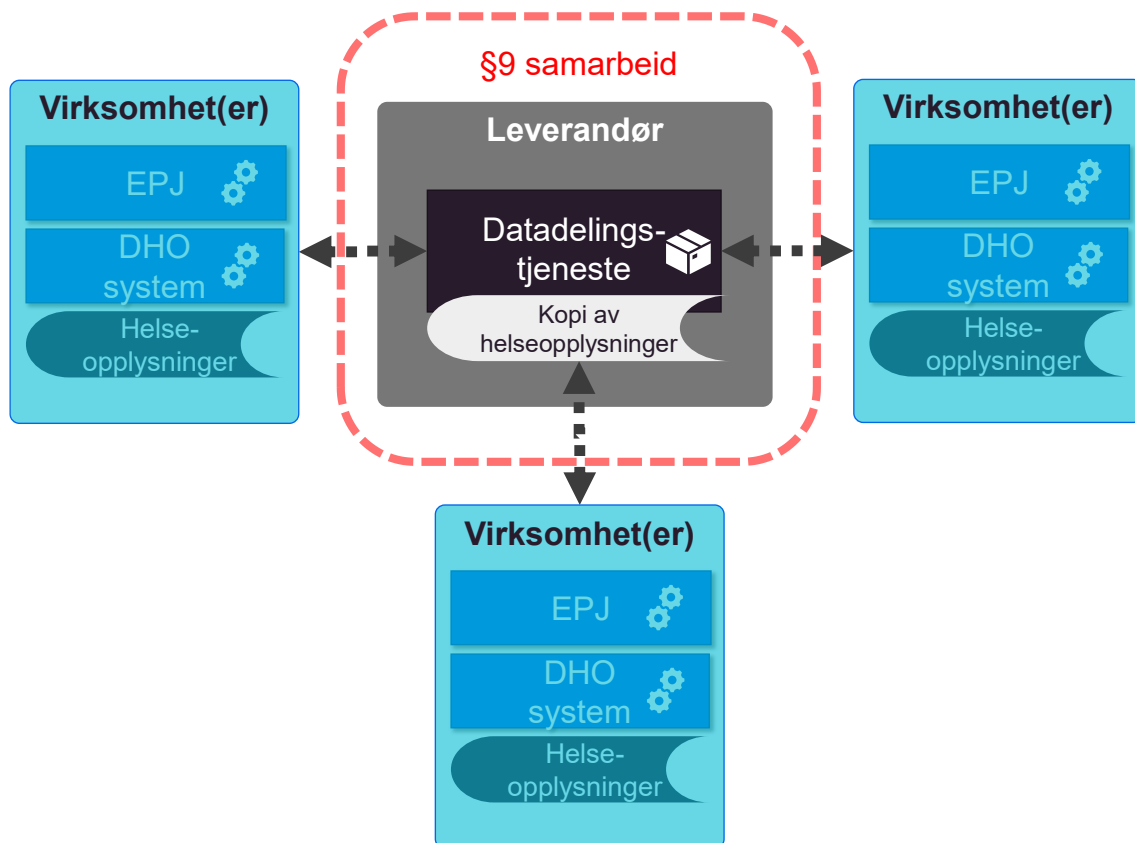 §9 samarbeid
Virksomhet(er)
EPJ
DHO
system
Helse-
opplysninger
Leverandør
Datadelings-
tjeneste
Kopi av
helseopplysninger
Virksomhet(er)
EPJ
DHO
system
Helse-
opplysninger
Virksomhet(er)
EPJ
DHO
system
Helse-
opplysninger